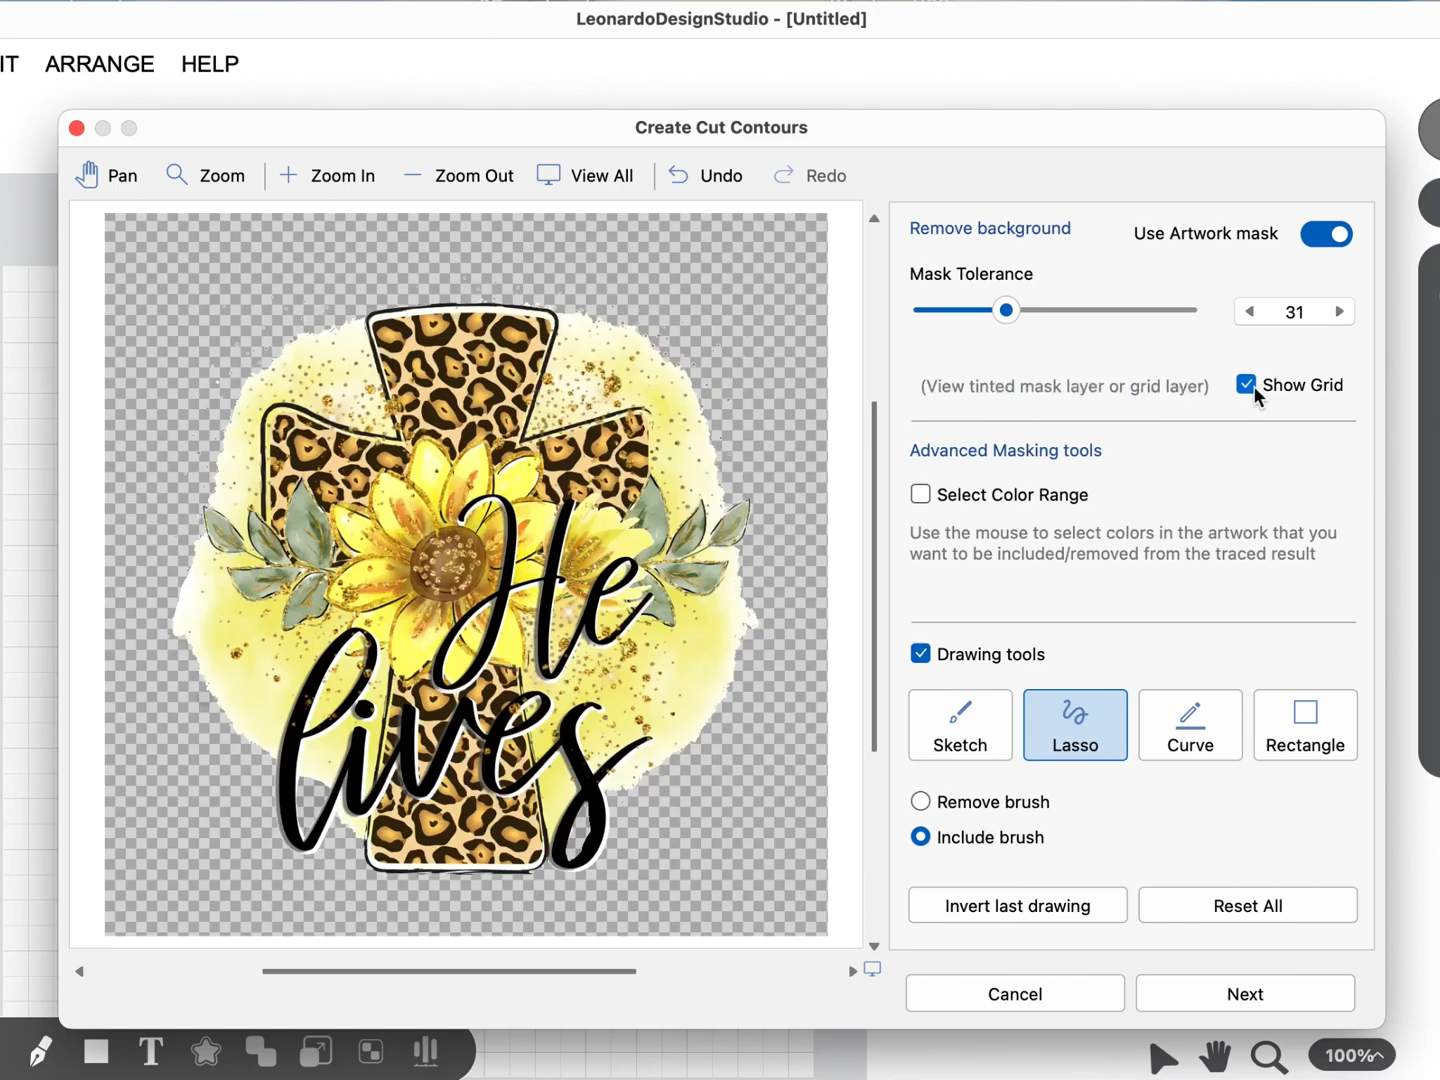 LeonardoDesignStudio - [Untitled]
IT ARRANGE HELP
Create Cut Contours
Pan Zoom Zoom In Zoom Out View All Undo Redo
Remove background Use Artwork mask
Mask Tolerance
31
(View tinted mask layer or grid layer) Show Grid
Advanced Masking tools
Select Color Range
Use the mouse to select colors in the artwork that you
want to be included/removed from the traced result
Drawing tools
Sketch Lasso Curve Rectangle
Remove brush
Include brush
Invert last drawing Reset All
Cancel Next
He
lives
T
100%